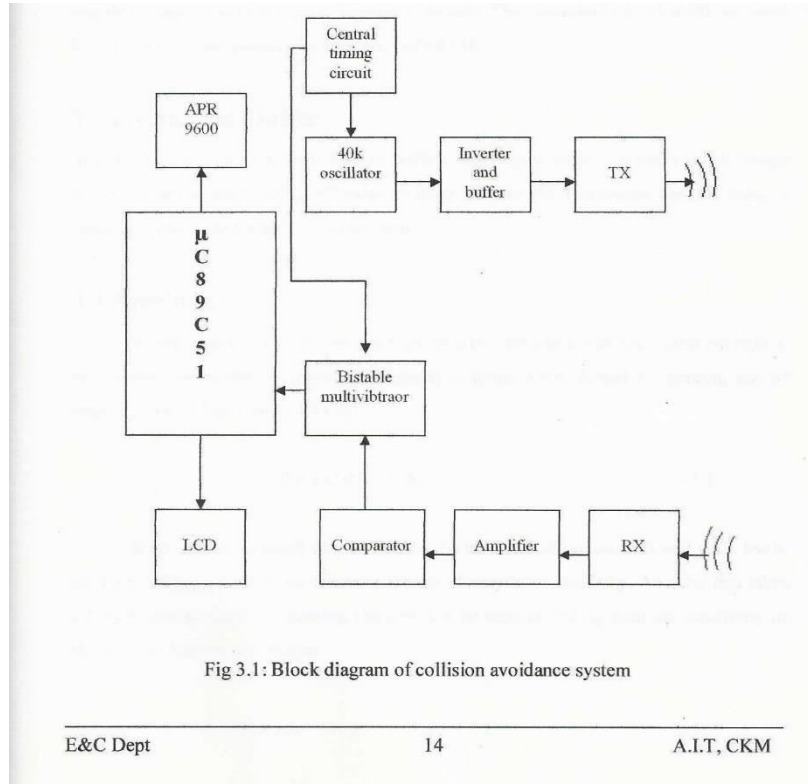 Central
timing
circuit
APR
9600
40k
oscillator
Inverter
and
buffer
TX
μ
C
8
9
C
5
1
Bistable
multivibtraor
LCD
Comparator
Amplifier
RX
Fig 3.1: Block diagram of collision avoidance system
E&C Dept 14 A.I.T, CKM